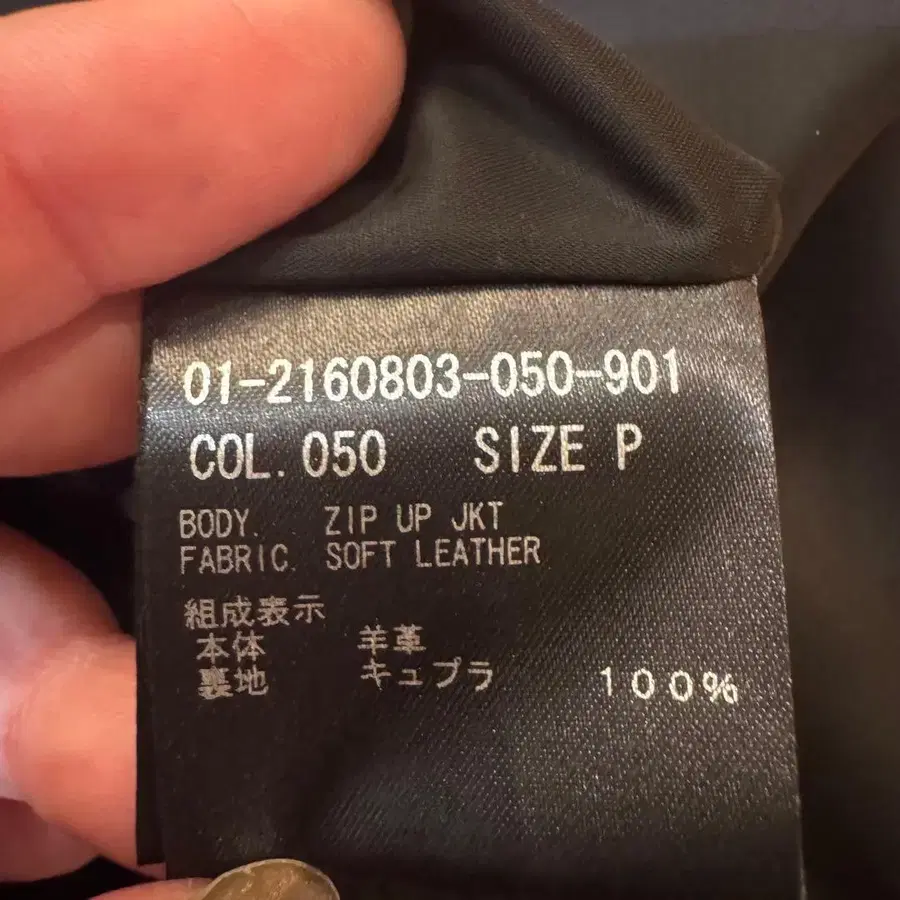 01-2160803-050-901
COL. 050 SIZE P
BODY. ZIP UP JKT
FABRIC. SOFT LEATHER
組成表示
本体 羊革
裏地 キュプラ 100%